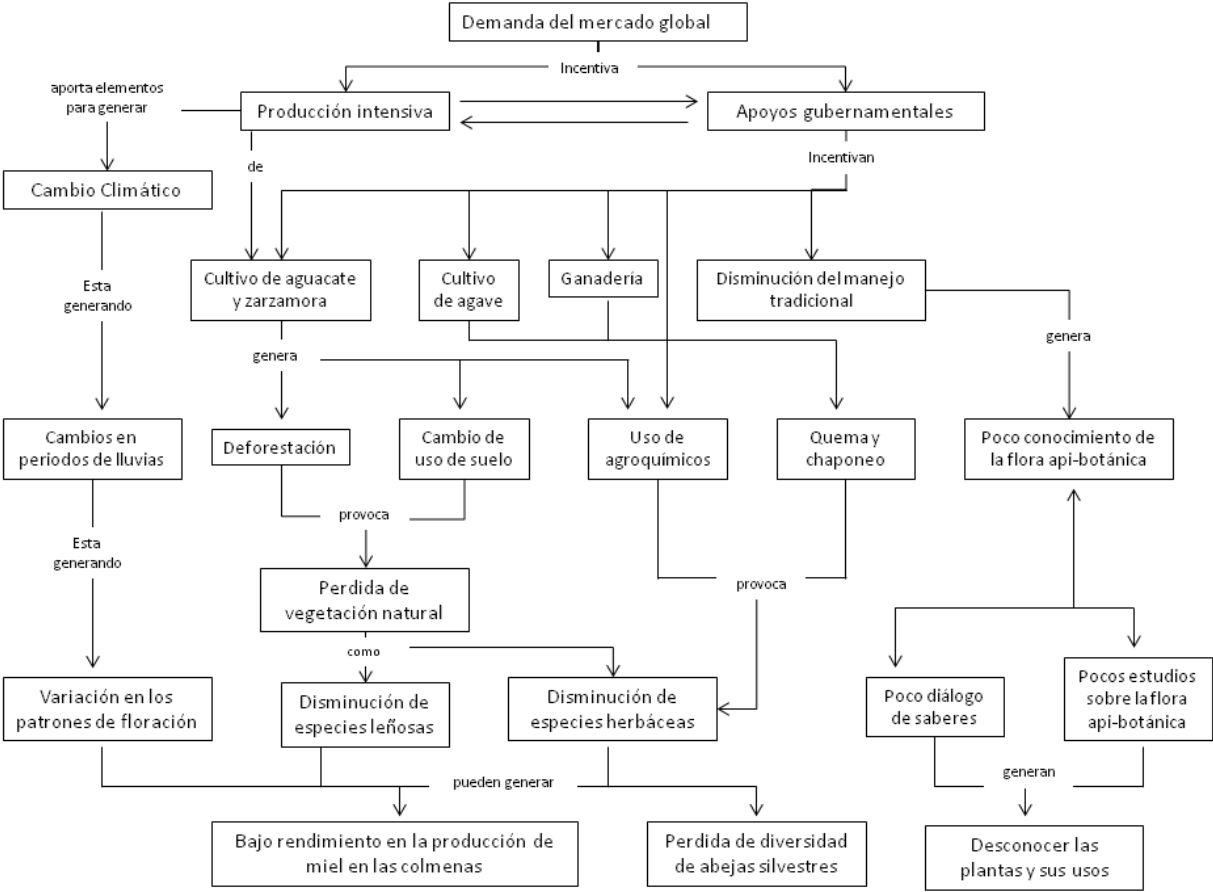 Demanda del mercado global
Incentiva
aporta elementos
para generar
Producción intensiva
Apoyos gubernamentales
de
Incentivan
Cambio Climático
Cultivo de aguacate
y zarzamora
Cultivo
de agave
Ganadería
Disminución del manejo
tradicional
Esta
generando
genera
genera
Cambios en
periodos de lluvias
Deforestación
Cambio de
uso de suelo
Uso de
agroquímicos
Quema y
chaponeo
Poco conocimiento de
la flora api-botánica
provoca
Esta
generando
Perdida de
vegetación natural
provoca
como
Variación en los
patrones de floración
Disminución de
especies leñosas
Disminución de
especies herbáceas
Poco diálogo
de saberes
Pocos estudios
sobre la flora
api-botánica
pueden generar
generan
Bajo rendimiento en la producción de
miel en las colmenas
Perdida de diversidad
de abejas silvestres
Desconocer las
plantas y sus usos